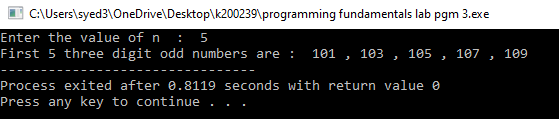 C:\Users\syed3\OneDrive\Desktop\k200239\programming fundamentals lab pgm 3.exe
Enter the value of n  :  5
First 5 three digit odd numbers are :  101 , 103 , 105 , 107 , 109
--------------------------------
Process exited after 0.8119 seconds with return value 0
Press any key to continue . . .